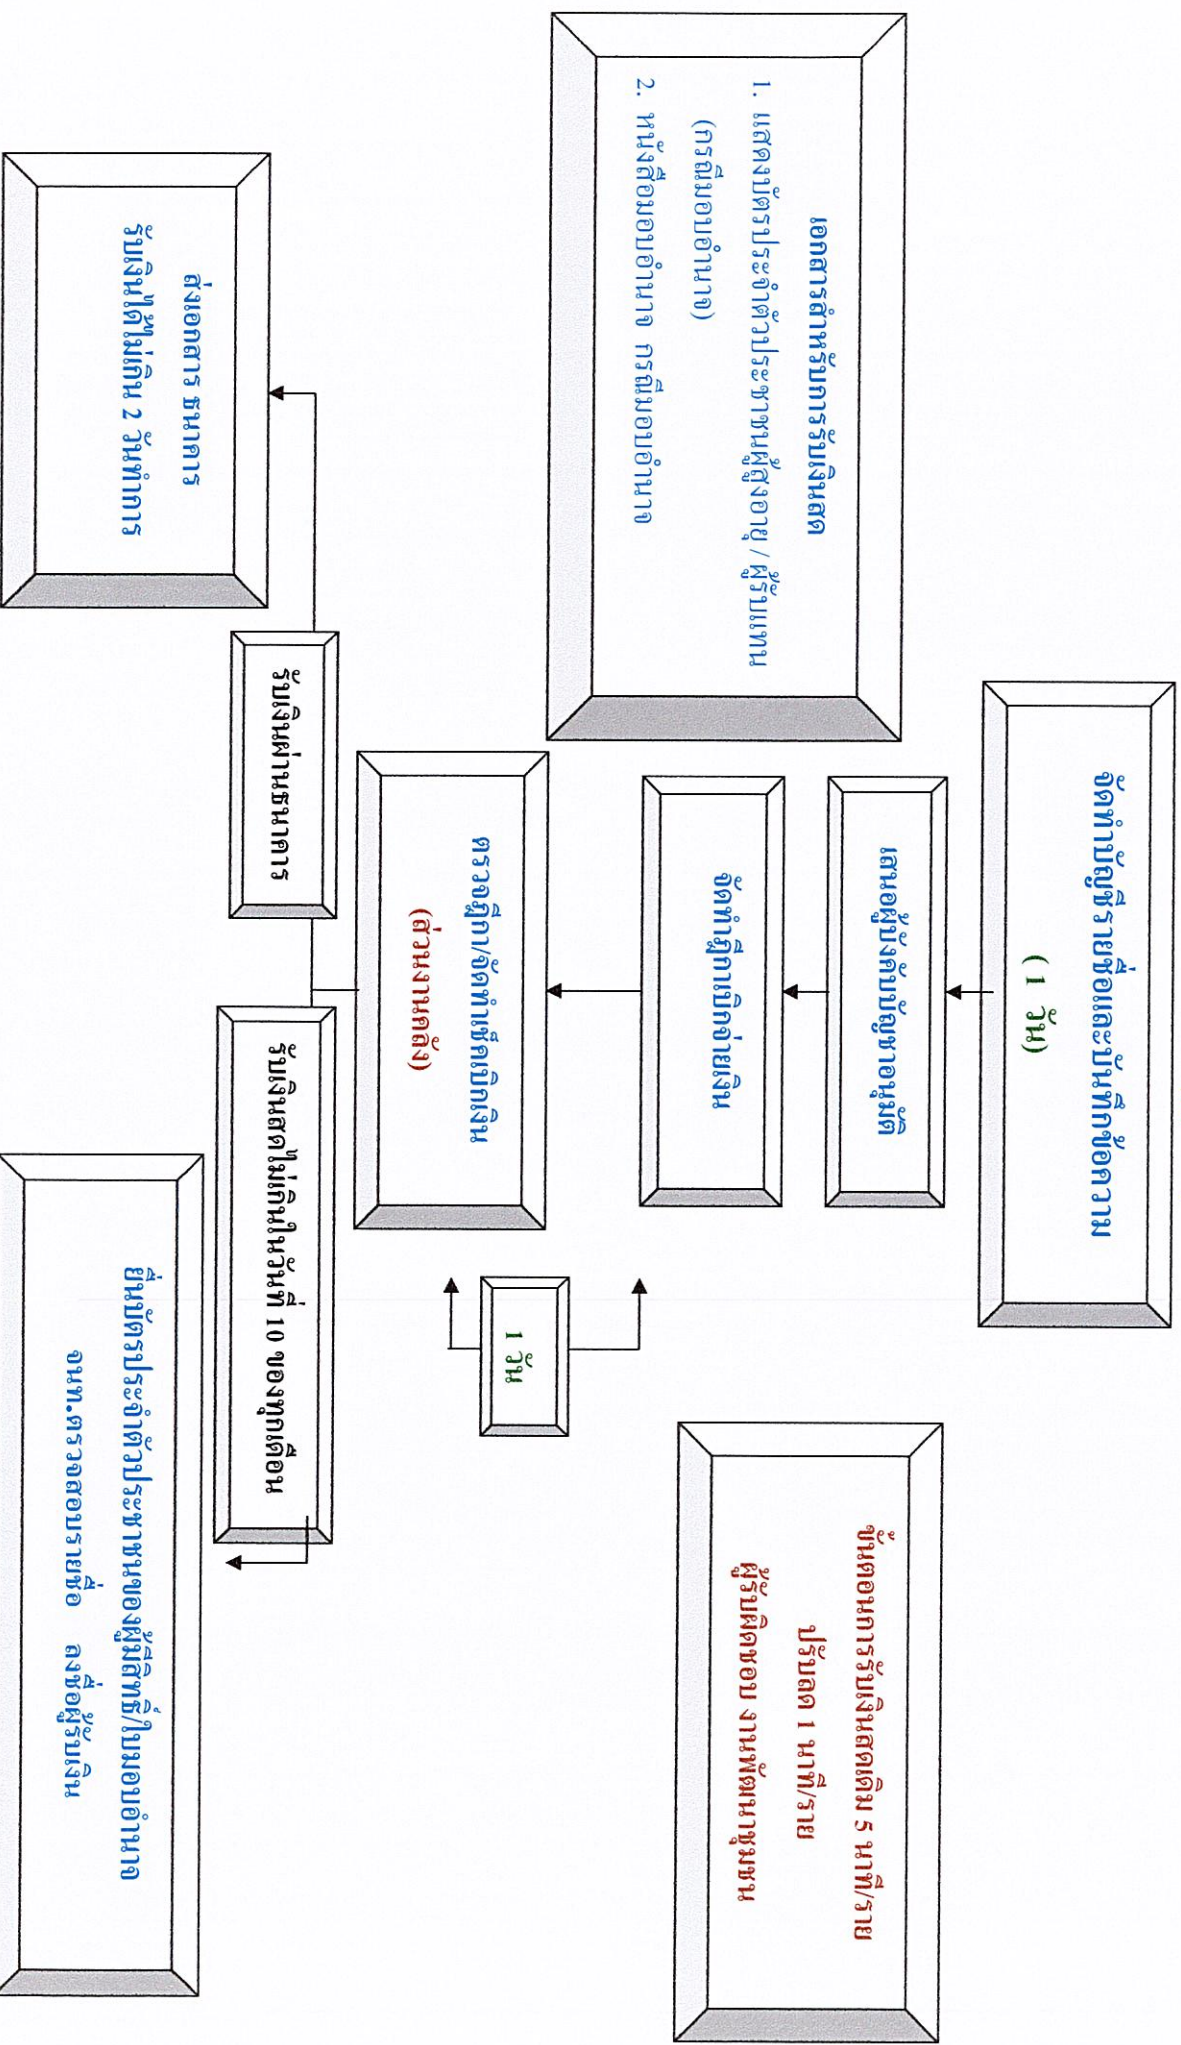 จัดทำบัญชีรายชื่อและบันทึกข้อความ
( 1 วัน)
เสนอผู้บังคับบัญชาอนุมัติ
เอกสารสำหรับการรับเงินสด
1. แสดงบัตรประจำตัวประชาชนผู้สูงอายุ / ผู้รับแทน
(กรณีมอบอำนาจ)
2. หนังสือมอบอำนาจ กรณีมอบอำนาจ
จัดทำฎีกาเบิกจ่ายเงิน
ขั้นตอนการรับเงินสดเดิม 5 นาที/ราย
ปรับลด 1 นาที/ราย
ผู้รับผิดชอบ งานพัฒนาชุมชน
ตรวจฎีกา/จัดทำเช็คเบิกเงิน
(ส่วนงานคลัง)
1 วัน
รับเงินผ่านธนาคาร
รับเงินสดไม่เกินในวันที่ 10 ของทุกเดือน
ส่งเอกสาร ธนาคาร
รับเงินได้ไม่เกิน 2 วันทำการ
ยื่นบัตรประจำตัวประชาชนของผู้มีสิทธิ์/ใบมอบอำนาจ
จนท.ตรวจสอบรายชื่อ ลงชื่อผู้รับเงิน